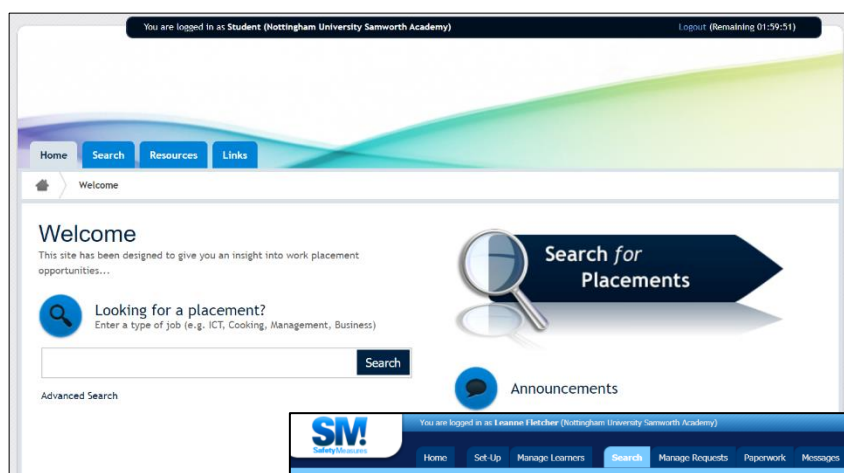 You are logged in as Student (Nottingham University Samworth Academy)
Logout (Remaining 01:59:51)
Home Search Resources Links
Welcome
Welcome
This site has been designed to give you an insight into work placement
opportunities...
Looking for a placement?
Enter a type of job (e.g. ICT, Cooking, Management, Business)
Search
Advanced Search
Search for
Placements
Announcements
SM!
SafetyMeasures
You are logged in as Leanne Fletcher (Nottingham University Samworth Academy)
Home Set-Up Manage Learners Search Manage Requests Paperwork Messages